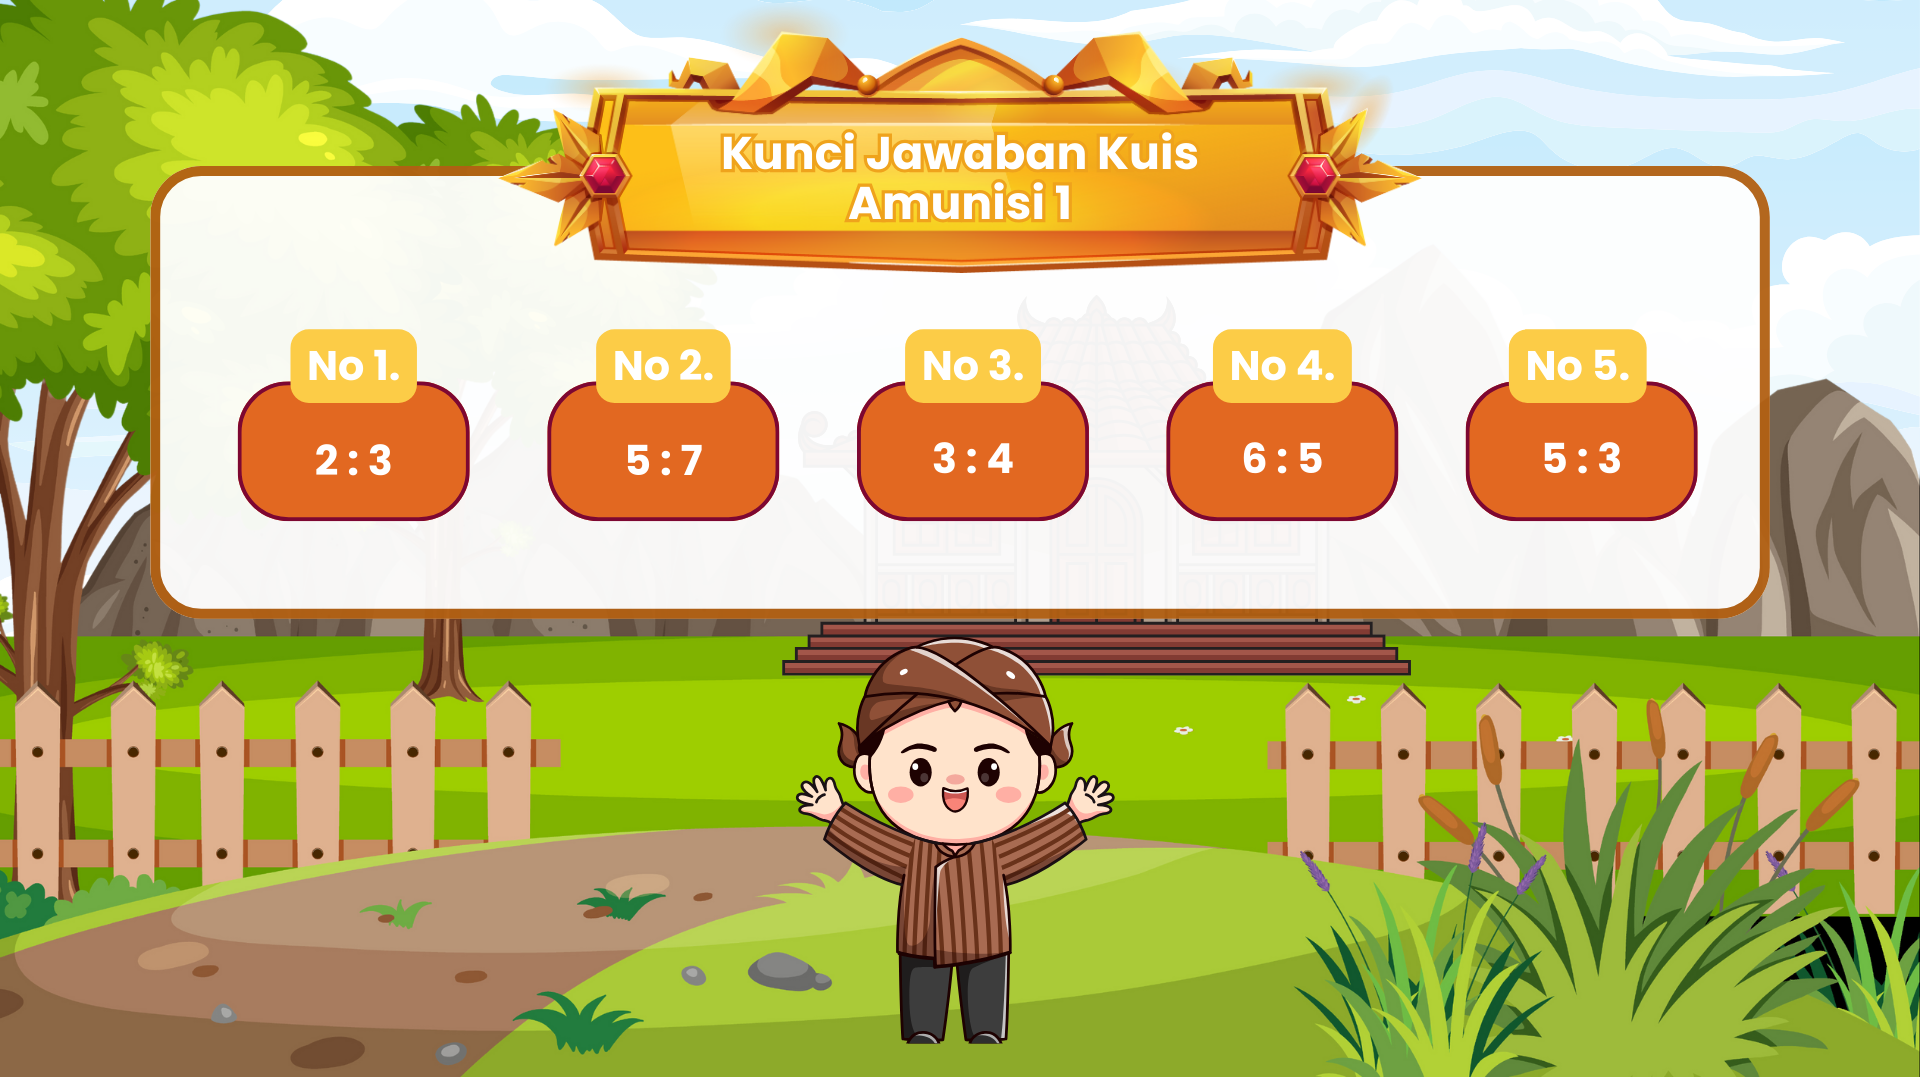 Kunci Jawaban Kuis
Amunisi 1
No 1.
2 : 3
No 2.
5 : 7
No 3.
3 : 4
No 4.
6 : 5
No 5.
5 : 3